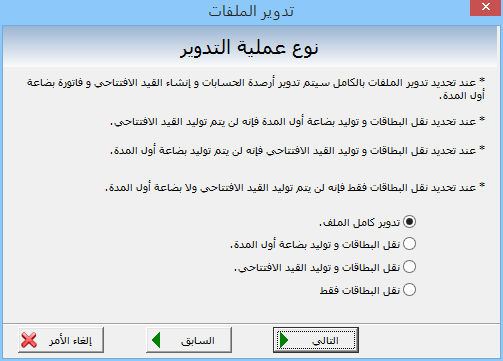 تدوير الملفات
نوع عملية التدوير
* عند تحديد تدوير الملفات بالكامل سيتم تدوير أرصدة الحسابات و إنشاء القيد الافتتاحي و فاتورة بضاعة
أول المدة.
* عند تحديد نقل البطاقات و توليد بضاعة أول المدة فإنه لن يتم توليد القيد الافتتاحي.
* عند تحديد نقل البطاقات و توليد القيد الافتتاحي فإنه لن يتم توليد بضاعة أول المدة.
* عند تحديد نقل البطاقات فقط فإنه لن يتم توليد القيد الافتتاحي ولا بضاعة أول المدة.
تدوير كامل الملف.
نقل البطاقات و توليد بضاعة أول المدة.
نقل البطاقات و توليد القيد الافتتاحي.
نقل البطاقات فقط
التالي
السابق
إلغاء الأمر